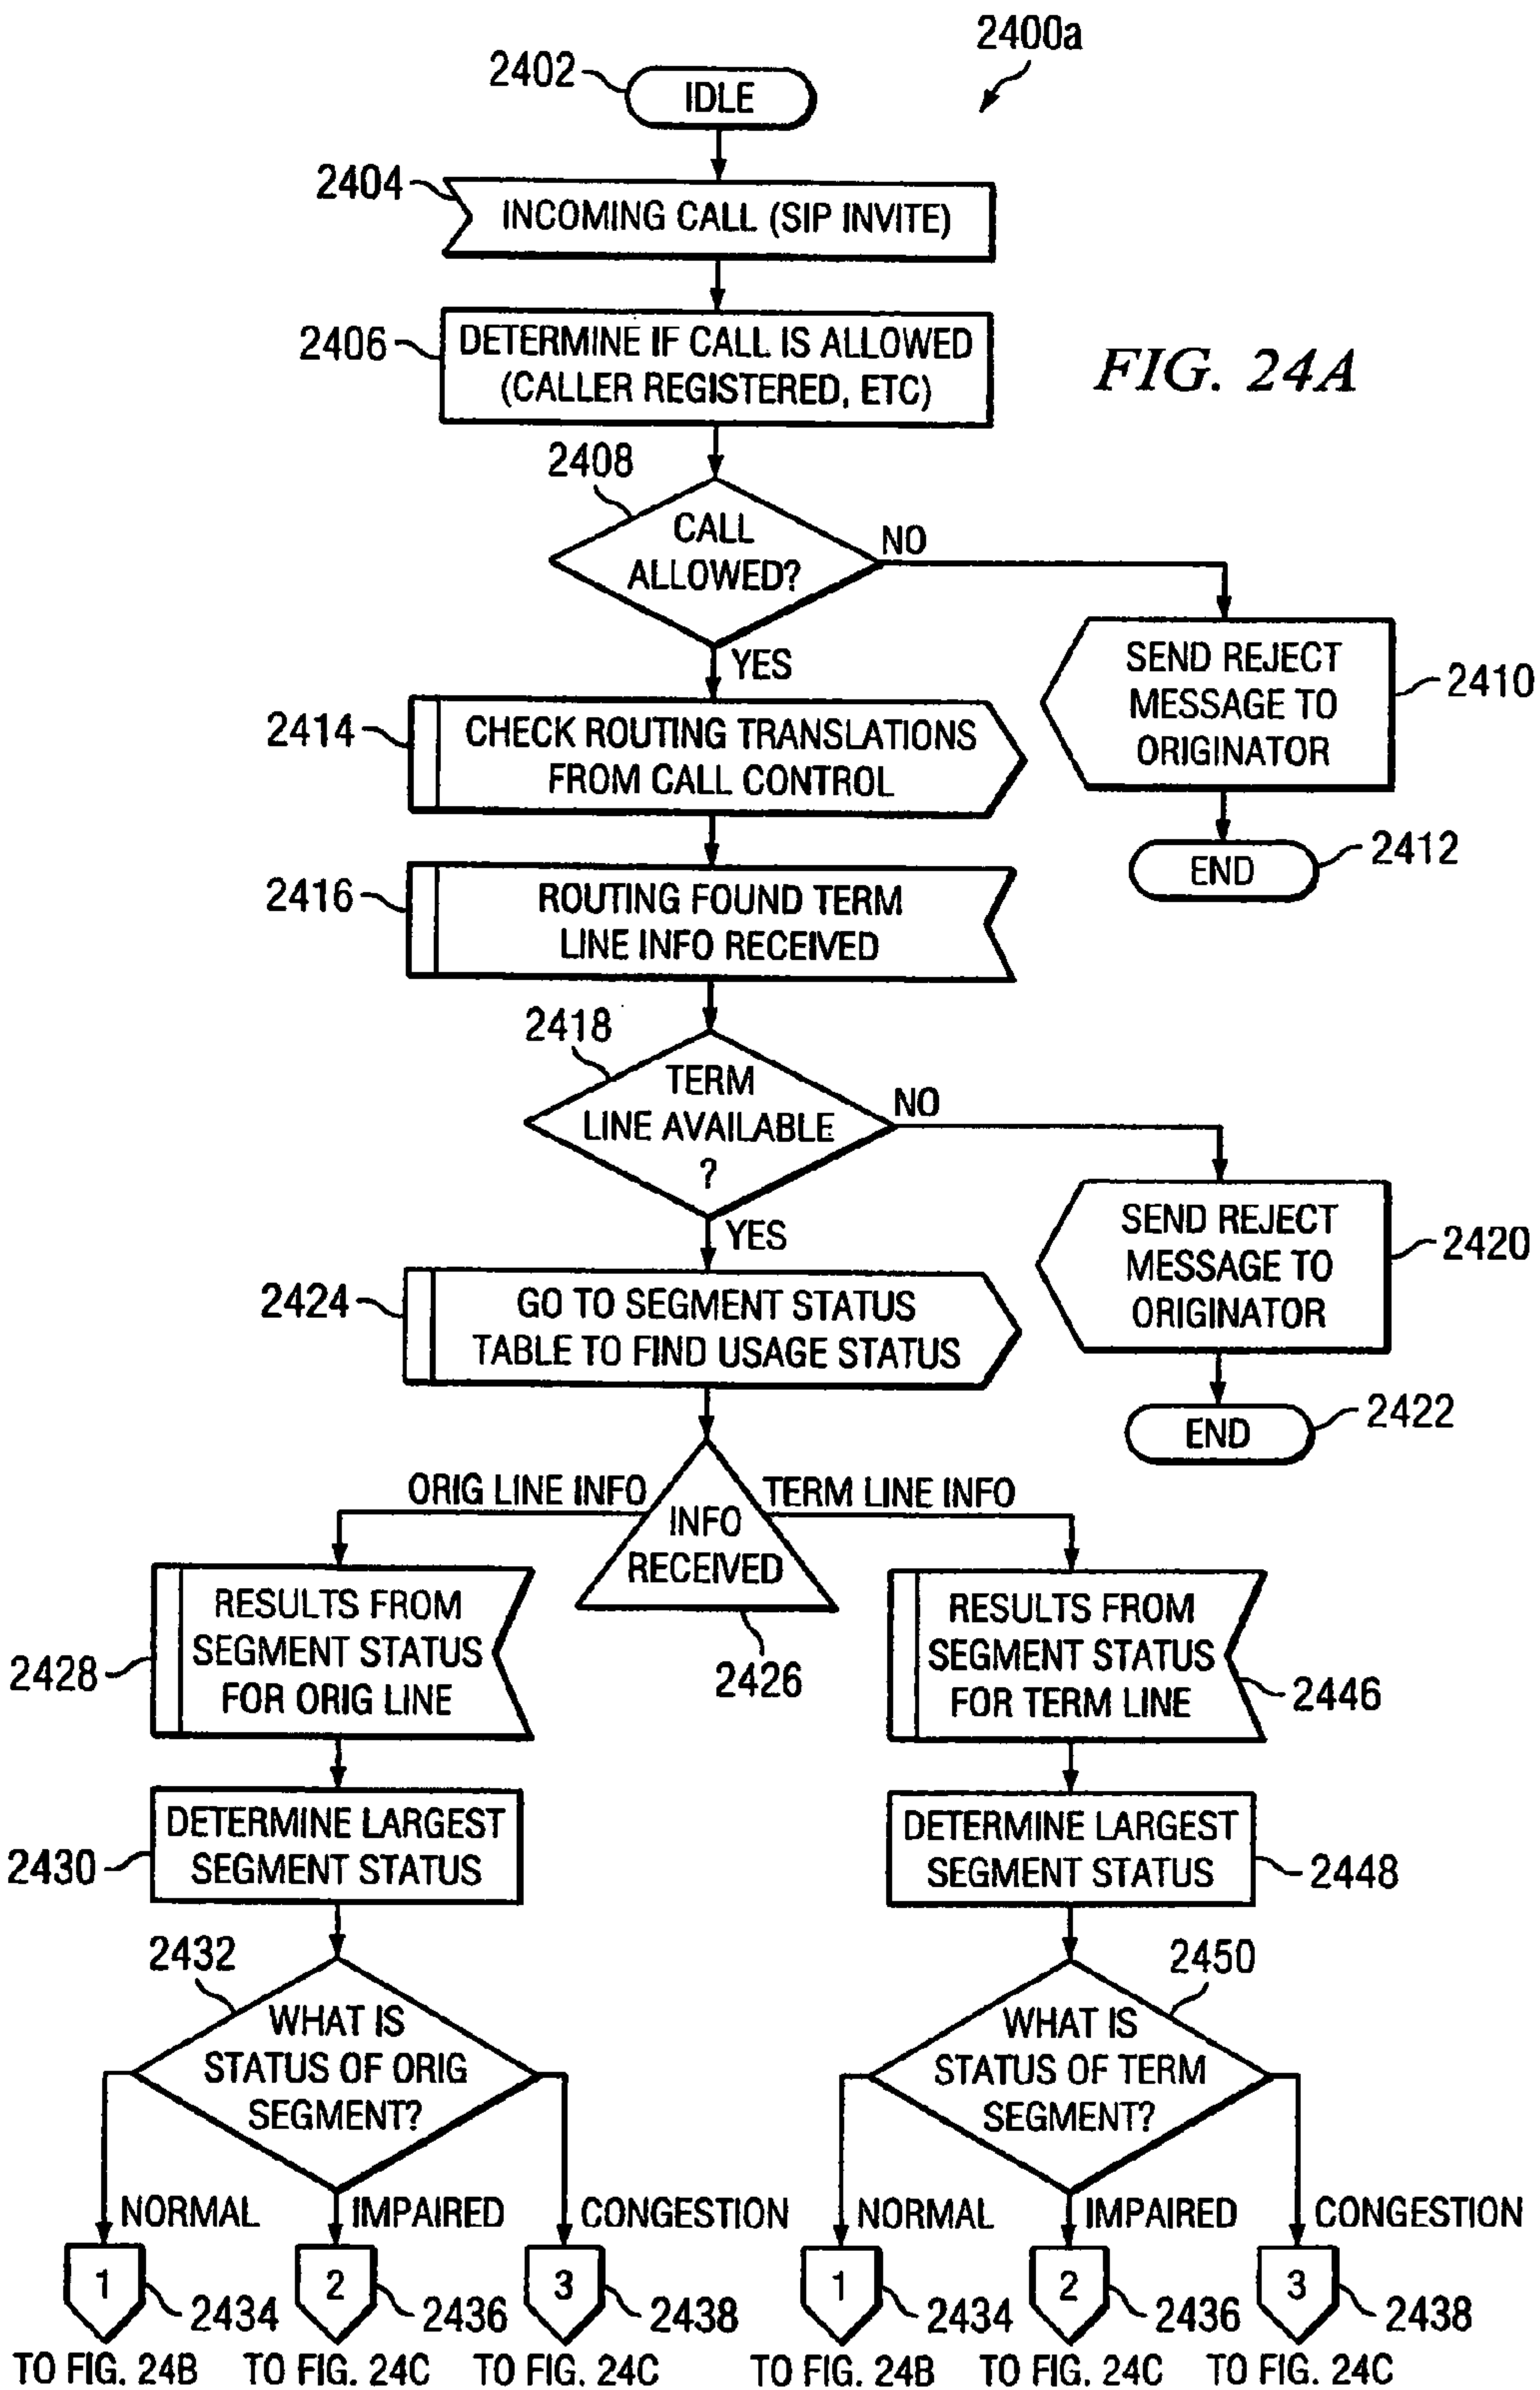 2400a
2402
IDLE
2404
INCOMING CALL (SIP INVITE)
2406
DETERMINE IF CALL IS ALLOWED
(CALLER REGISTERED, ETC)
FIG. 24A
2408
CALL
ALLOWED?
NO
YES
SEND REJECT
MESSAGE TO
ORIGINATOR
2410
2414
CHECK ROUTING TRANSLATIONS
FROM CALL CONTROL
END
2412
2416
ROUTING FOUND TERM
LINE INFO RECEIVED
2418
TERM
LINE AVAILABLE
?
NO
YES
SEND REJECT
MESSAGE TO
ORIGINATOR
2420
2424
GO TO SEGMENT STATUS
TABLE TO FIND USAGE STATUS
END
2422
ORIG LINE INFO
TERM LINE INFO
INFO
RECEIVED
2426
2428
RESULTS FROM
SEGMENT STATUS
FOR ORIG LINE
RESULTS FROM
SEGMENT STATUS
FOR TERM LINE
2446
2430
DETERMINE LARGEST
SEGMENT STATUS
DETERMINE LARGEST
SEGMENT STATUS
2448
2432
WHAT IS
STATUS OF ORIG
SEGMENT?
2450
WHAT IS
STATUS OF TERM
SEGMENT?
NORMAL
IMPAIRED
CONGESTION
NORMAL
IMPAIRED
CONGESTION
1
2434
2
2436
3
2438
1
2434
2
2436
3
2438
TO FIG. 24B
TO FIG. 24C
TO FIG. 24C
TO FIG. 24B
TO FIG. 24C
TO FIG. 24C